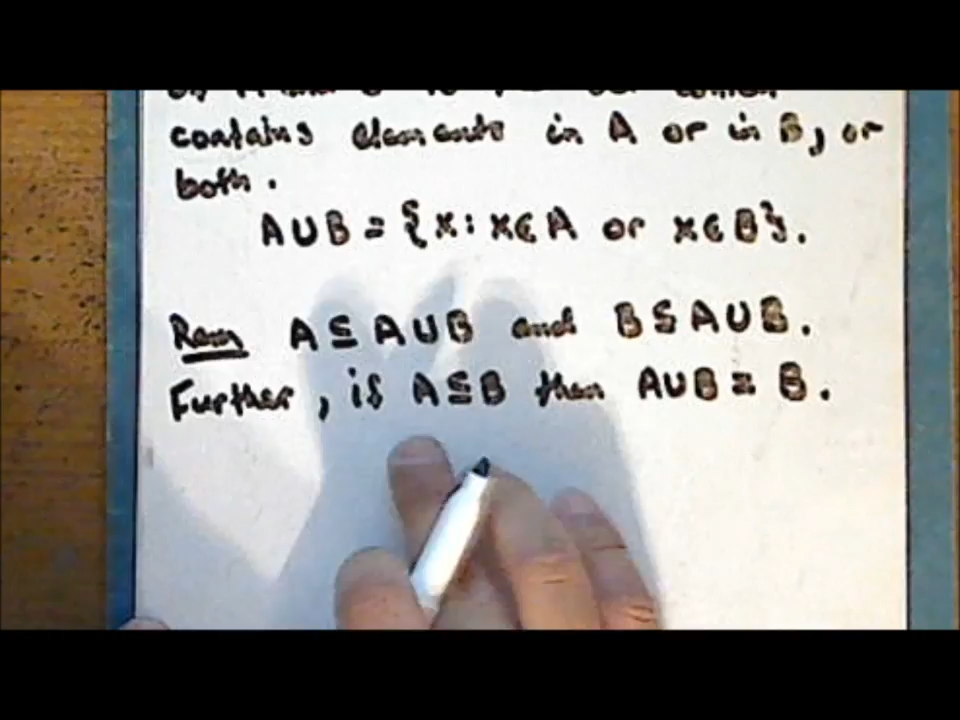 contains elements in A or in B, or
both.
A∪B = {x : x∈A or x∈B}.
Rem A⊆A∪B and B⊆A∪B.
Further, if A⊆B then A∪B = B.